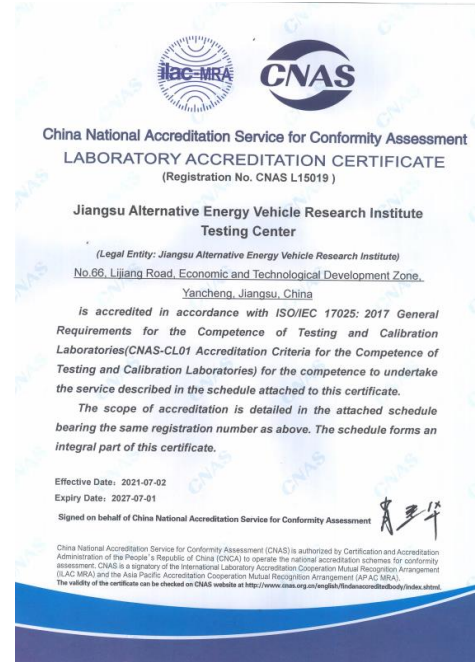 ilac-MRA
CNAS
China National Accreditation Service for Conformity Assessment
LABORATORY ACCREDITATION CERTIFICATE
(Registration No. CNAS L15019 )
Jiangsu Alternative Energy Vehicle Research Institute
Testing Center
(Legal Entity: Jiangsu Alternative Energy Vehicle Research Institute)
No.66, Lijiang Road, Economic and Technological Development Zone,
Yancheng, Jiangsu, China
is accredited in accordance with ISO/IEC 17025: 2017 General
Requirements for the Competence of Testing and Calibration
Laboratories(CNAS-CL01 Accreditation Criteria for the Competence of
Testing and Calibration Laboratories) for the competence to undertake
the service described in the schedule attached to this certificate.
The scope of accreditation is detailed in the attached schedule
bearing the same registration number as above. The schedule forms an
integral part of this certificate.
Effective Date: 2021-07-02
Expiry Date: 2027-07-01
Signed on behalf of China National Accreditation Service for Conformity Assessment
China National Accreditation Service for Conformity Assessment (CNAS) is authorized by Certification and Accreditation
Administration of the People's Republic of China (CNCA) to operate the national accreditation schemes for conformity
assessment. CNAS is a signatory of the International Laboratory Accreditation Cooperation Mutual Recognition Arrangement
(ILAC MRA) and the Asia Pacific Accreditation Cooperation Mutual Recognition Arrangement (APAC MRA).
The validity of the certificate can be checked on CNAS website at http://www.cnas.org.cn/english/findanaccreditedbody/index.shtml.